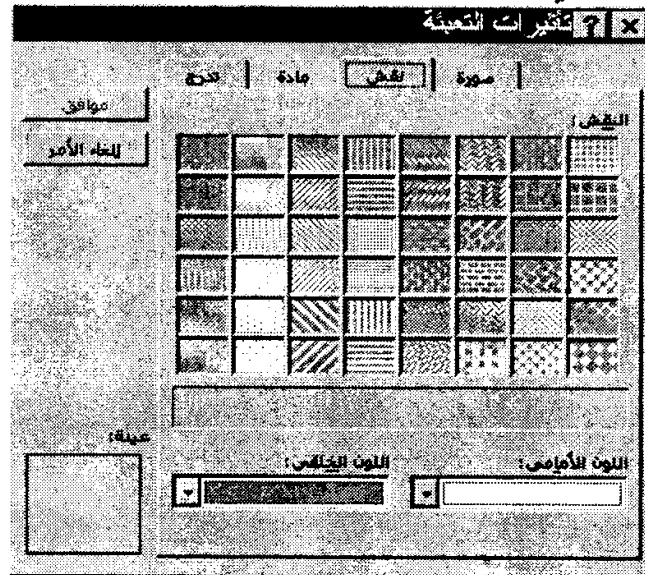 تأثيرات التعبئة
تدرج مادة نقش صورة
النقش:
موافق
إلغاء الأمر
اللون الأمامي: اللون الخلفي:
عينة: